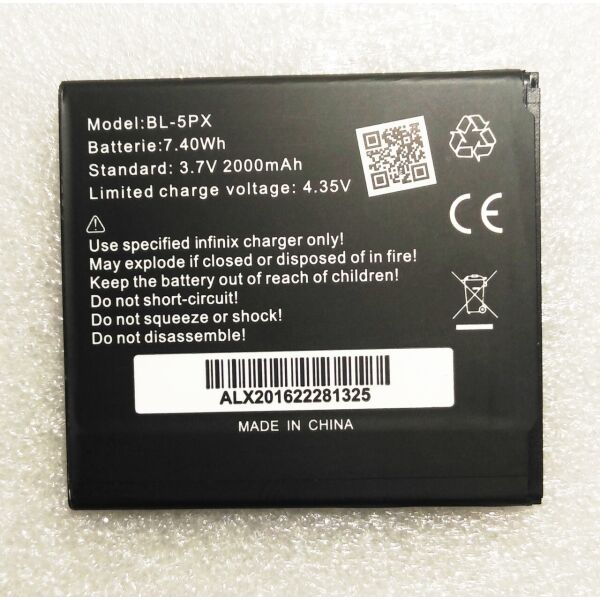 Model:BL-5PX
Batterie:7.40Wh
Standard: 3.7V 2000mAh
Limited charge voltage: 4.35V
Use specified infinix charger only!
May explode if closed or disposed of in fire!
Keep the battery out of reach of children!
Do not short-circuit!
Do not squeeze or shock!
Do not disassemble!
CE
ALX201622281325
MADE IN CHINA